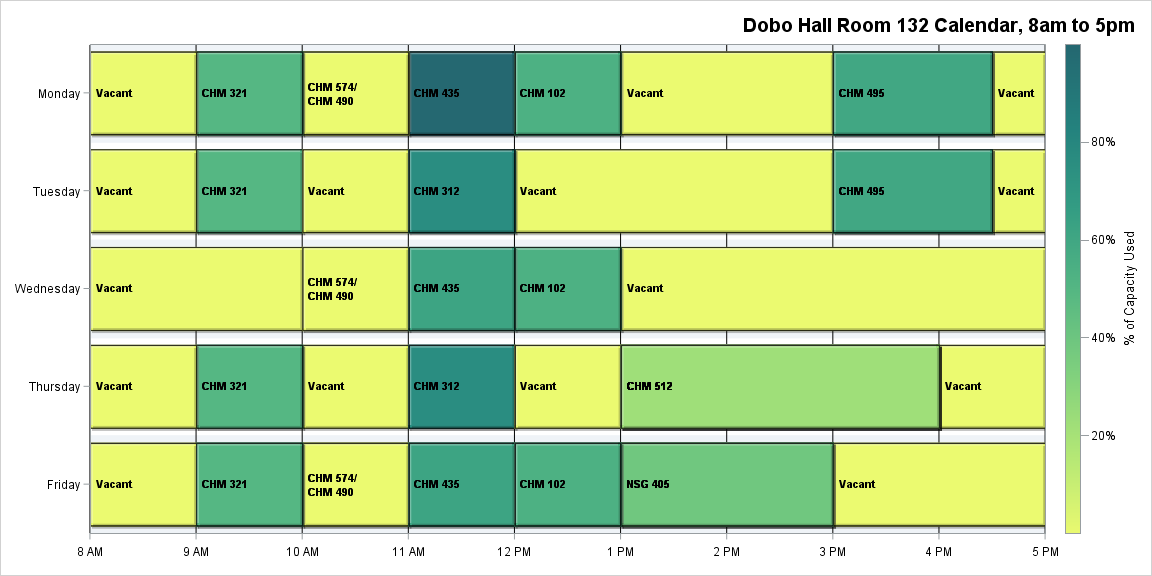 Dobo Hall Room 132 Calendar, 8am to 5pm
Monday
Vacant
CHM 321
CHM 574/
CHM 490
CHM 435
CHM 102
Vacant
CHM 495
Vacant
Tuesday
Vacant
CHM 321
Vacant
CHM 312
Vacant
CHM 495
Vacant
Wednesday
Vacant
CHM 574/
CHM 490
CHM 435
CHM 102
Vacant
Thursday
Vacant
CHM 321
Vacant
CHM 312
Vacant
CHM 512
Vacant
Friday
Vacant
CHM 321
CHM 574/
CHM 490
CHM 435
CHM 102
NSG 405
Vacant
8 AM
9 AM
10 AM
11 AM
12 PM
1 PM
2 PM
3 PM
4 PM
5 PM
80%
60%
40%
20%
% of Capacity Used